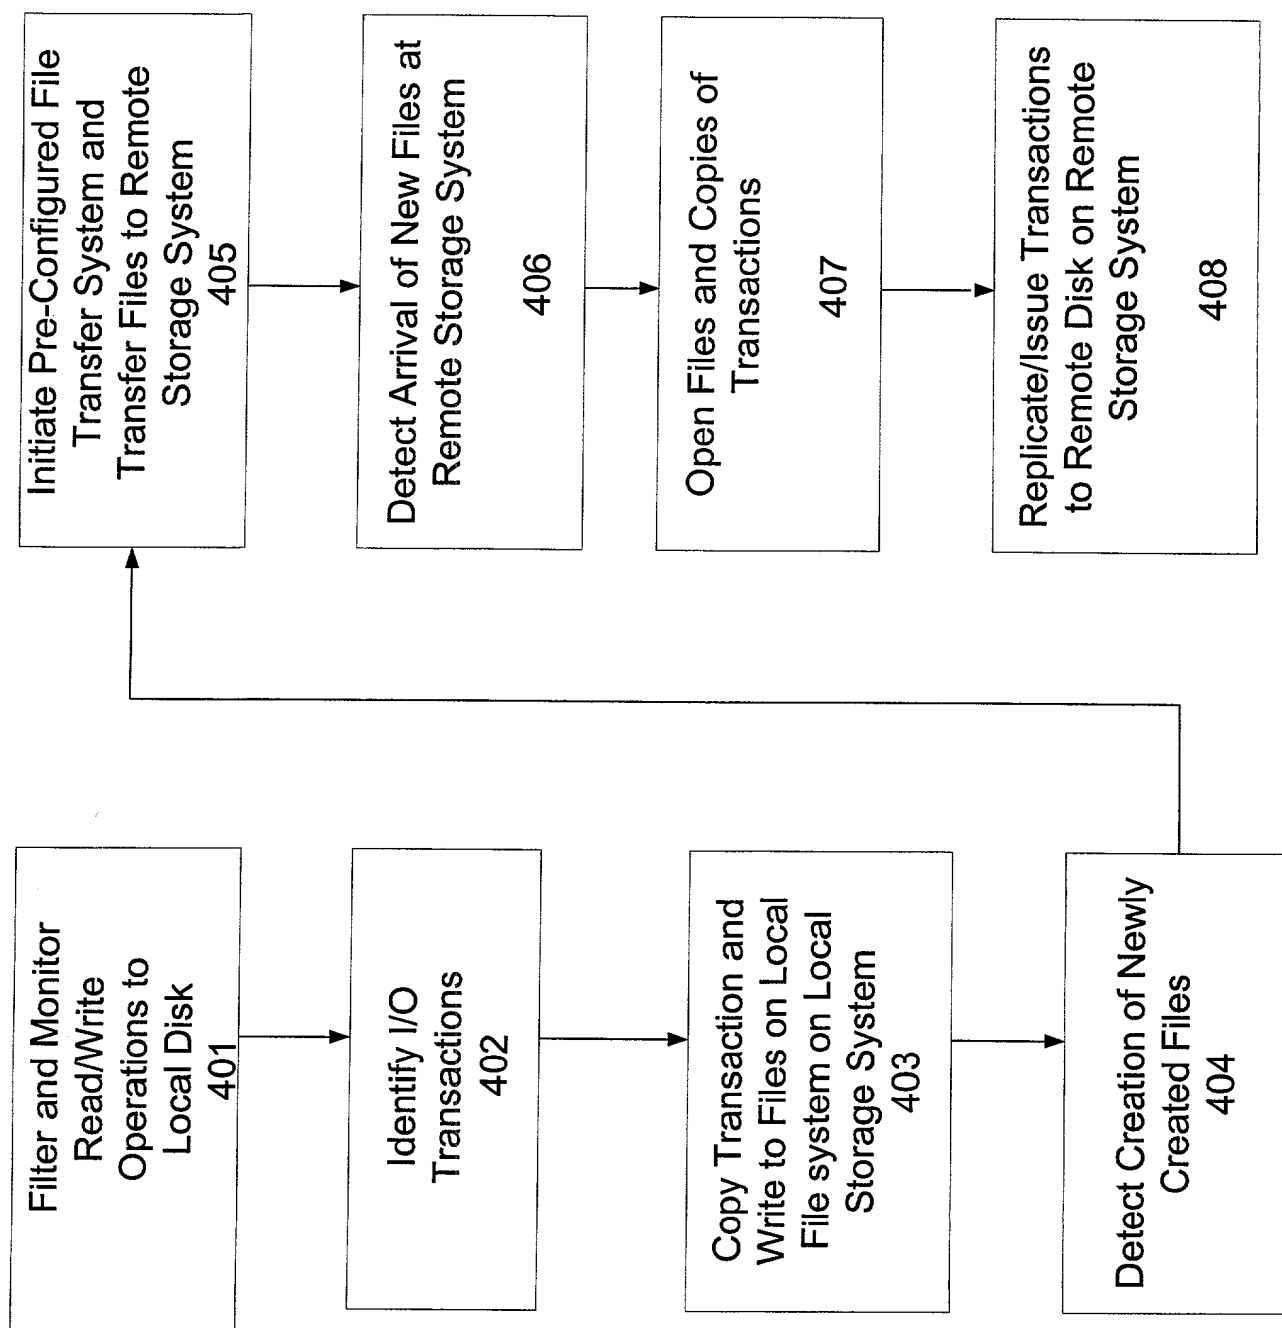 Filter and Monitor
Read/Write
Operations to
Local Disk
401
Identify I/O
Transactions
402
Copy Transaction and
Write to Files on Local
File system on Local
Storage System
403
Detect Creation of Newly
Created Files
404
Initiate Pre-Configured File
Transfer System and
Transfer Files to Remote
Storage System
405
Detect Arrival of New Files at
Remote Storage System
406
Open Files and Copies of
Transactions
407
Replicate/Issue Transactions
to Remote Disk on Remote
Storage System
408